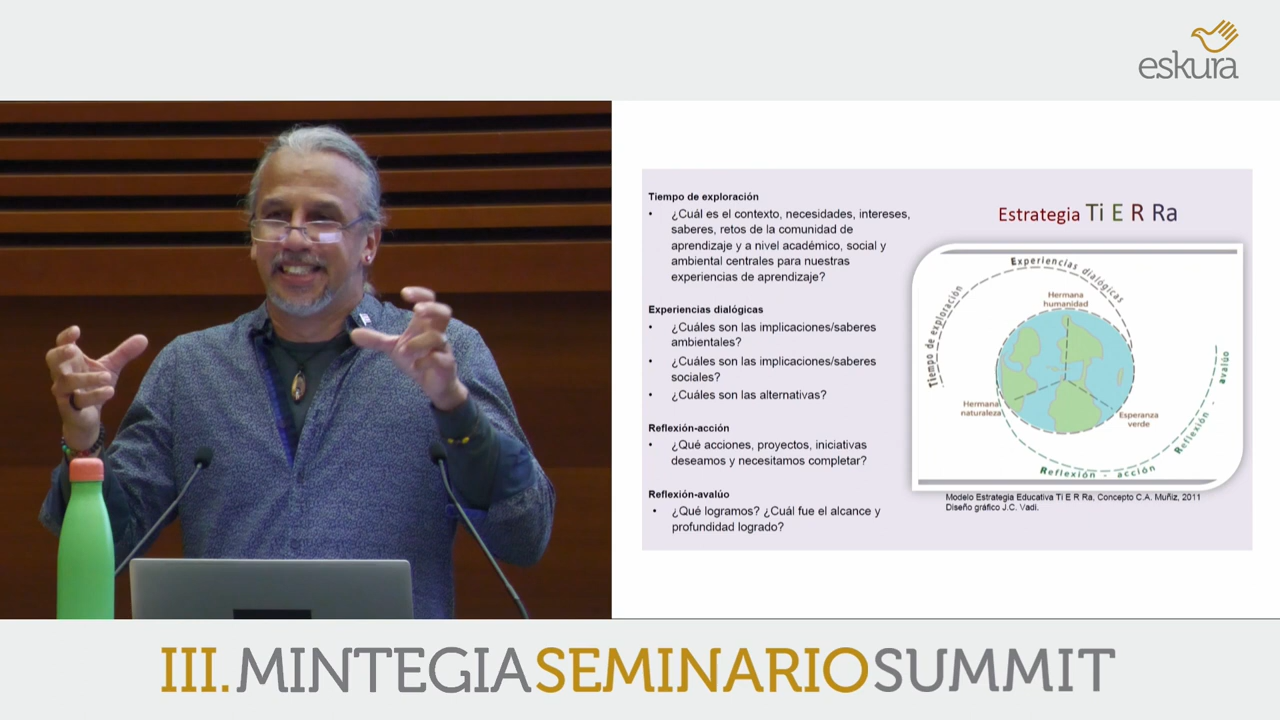 eskura
Tiempo de exploración
• ¿Cuál es el contexto, necesidades, intereses,
saberes, retos de la comunidad de
aprendizaje y a nivel académico, social y
ambiental centrales para nuestras
experiencias de aprendizaje?
Experiencias dialógicas
• ¿Cuáles son las implicaciones/saberes
ambientales?
• ¿Cuáles son las implicaciones/saberes
sociales?
• ¿Cuáles son las alternativas?
Reflexión-acción
• ¿Qué acciones, proyectos, iniciativas
deseamos y necesitamos completar?
Reflexión-avalúo
• ¿Qué logramos? ¿Cuál fue el alcance y
profundidad logrado?
Estrategia Ti E R Ra
Tiempo de exploración
Experiencias dialógicas
Hermana
humanidad
Hermana
naturaleza
Esperanza
verde
Reflexión - acción
Reflexión - avalúo
Modelo Estrategia Educativa Ti E R Ra. Concepto C.A. Muñiz, 2011
Diseño gráfico J.C. Vadi.
III. MINTEGIA SEMINARIO SUMMIT